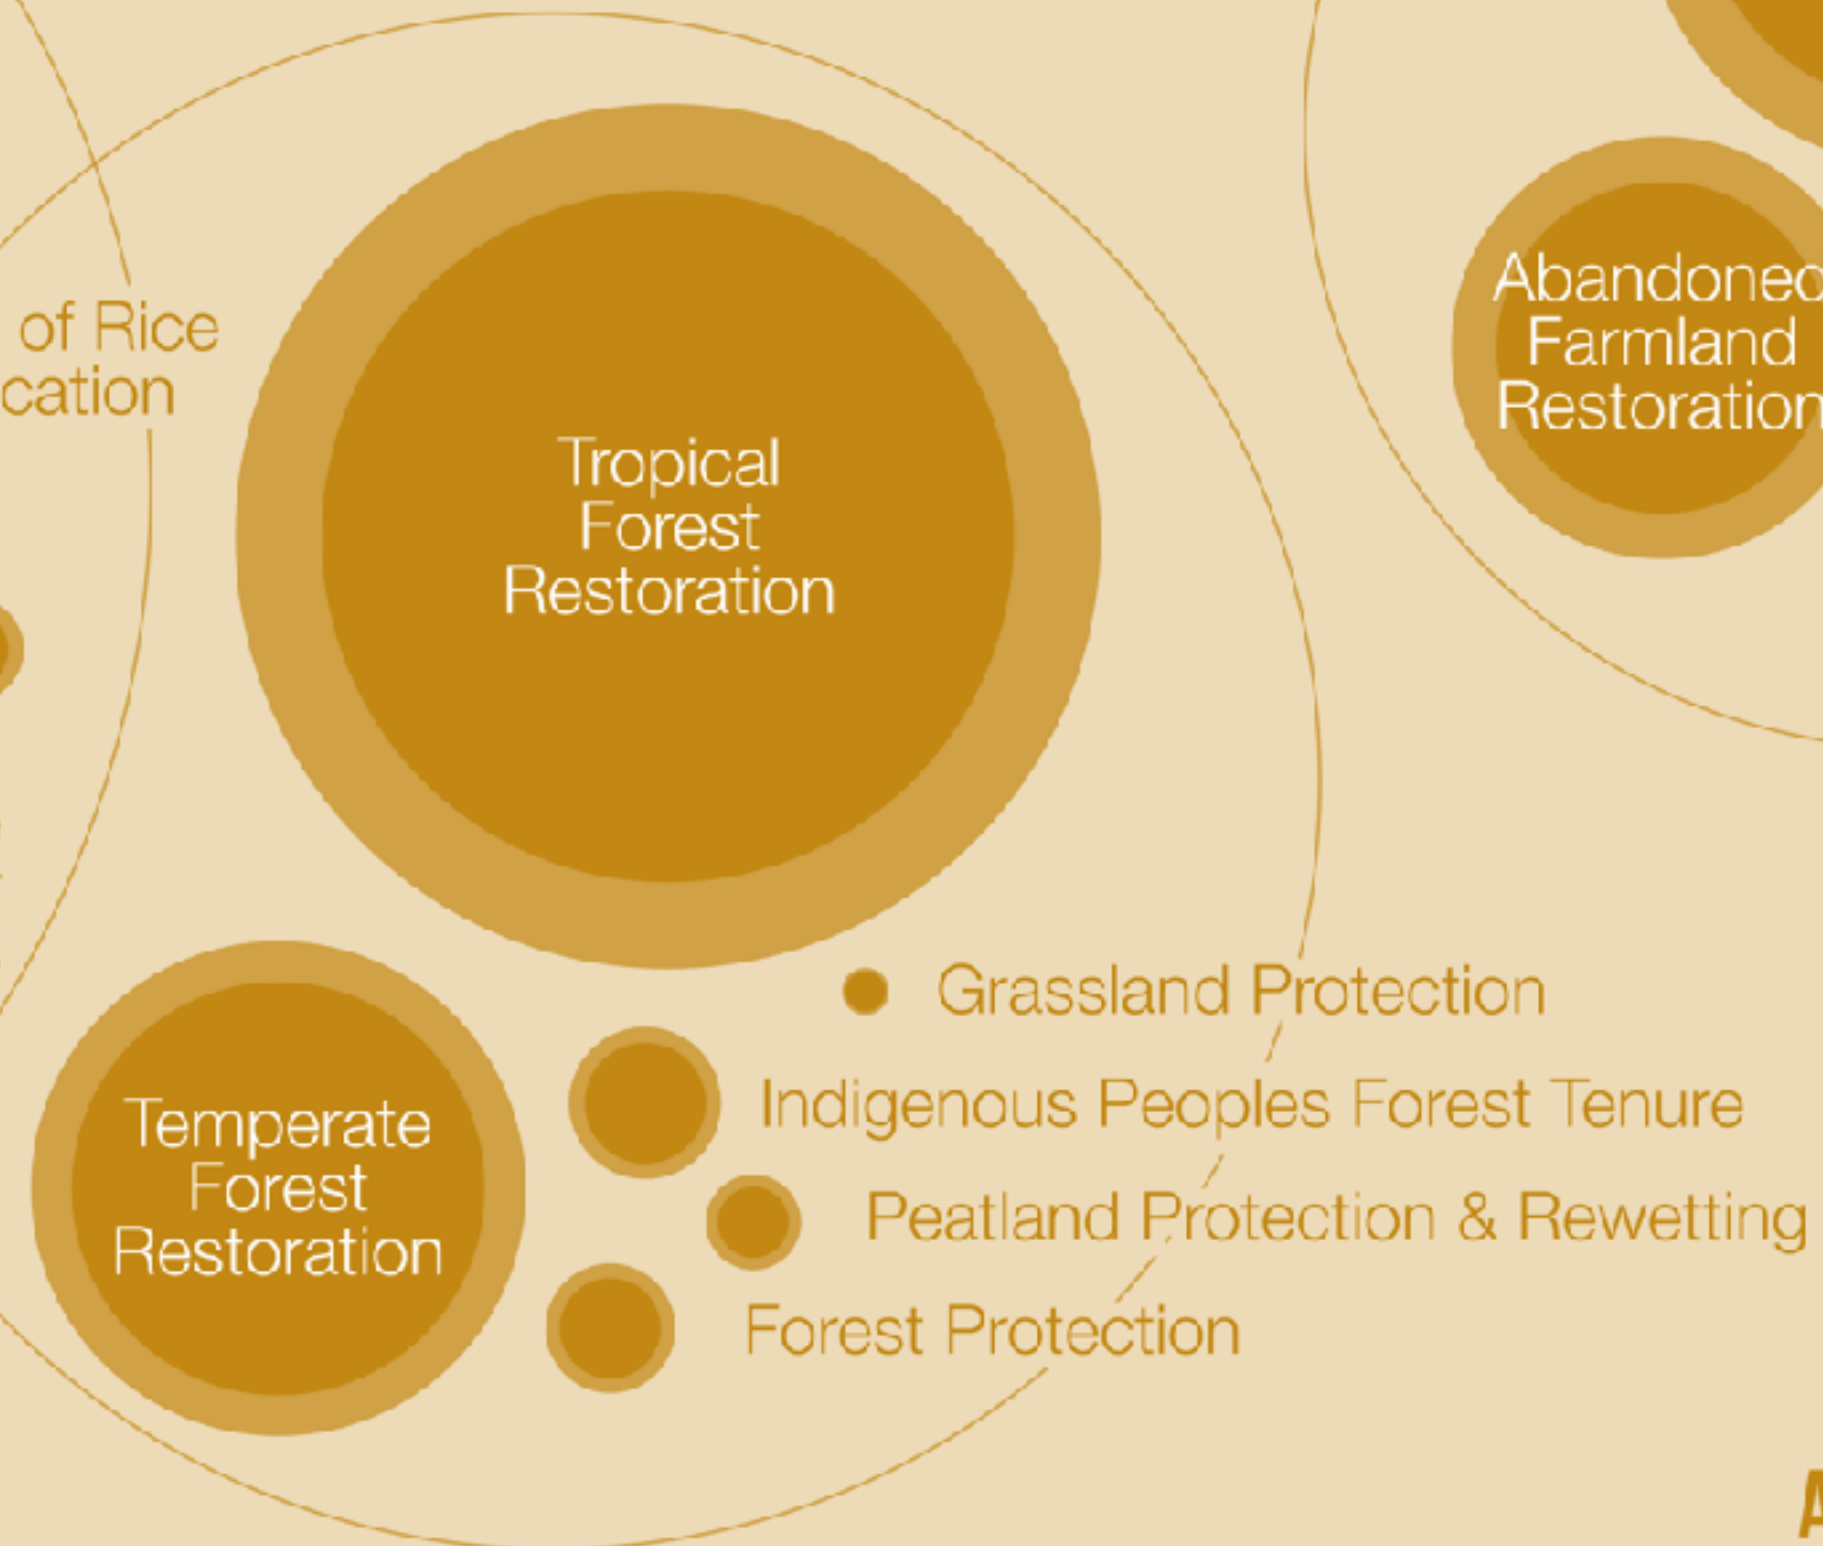 of Rice
cation
Tropical
Forest
Restoration
Abandoned
Farmland
Restoration
Grassland Protection
Indigenous Peoples Forest Tenure
Temperate
Forest
Restoration
Peatland Protection & Rewetting
Forest Protection